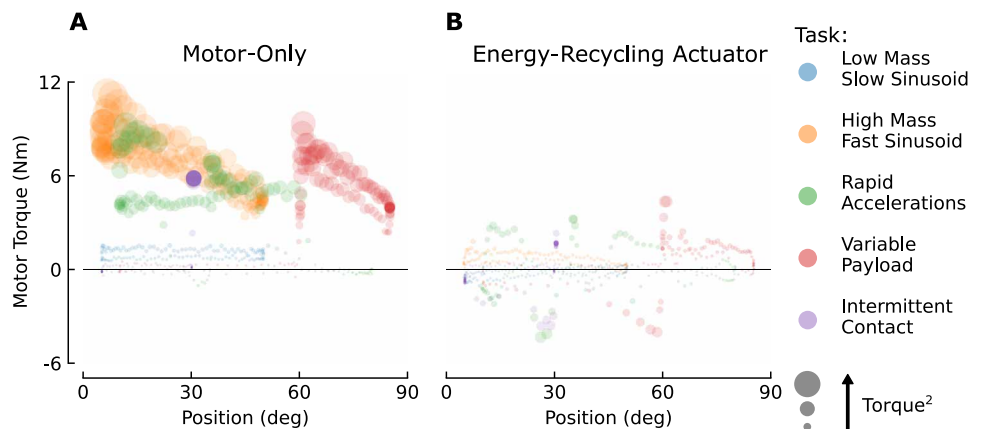 A
B
Motor-Only
Energy-Recycling Actuator
Motor Torque (Nm)
12
6
0
-6
0
30
60
90
Position (deg)
0
30
60
90
Position (deg)
Task:
Low Mass
Slow Sinusoid
High Mass
Fast Sinusoid
Rapid
Accelerations
Variable
Payload
Intermittent
Contact
Torque²